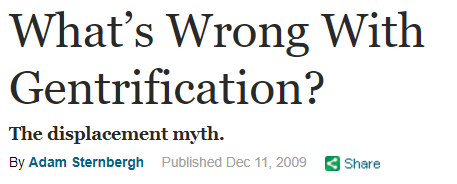 What's Wrong With
Gentrification?
The displacement myth.
By Adam Sternbergh Published Dec 11, 2009 Share